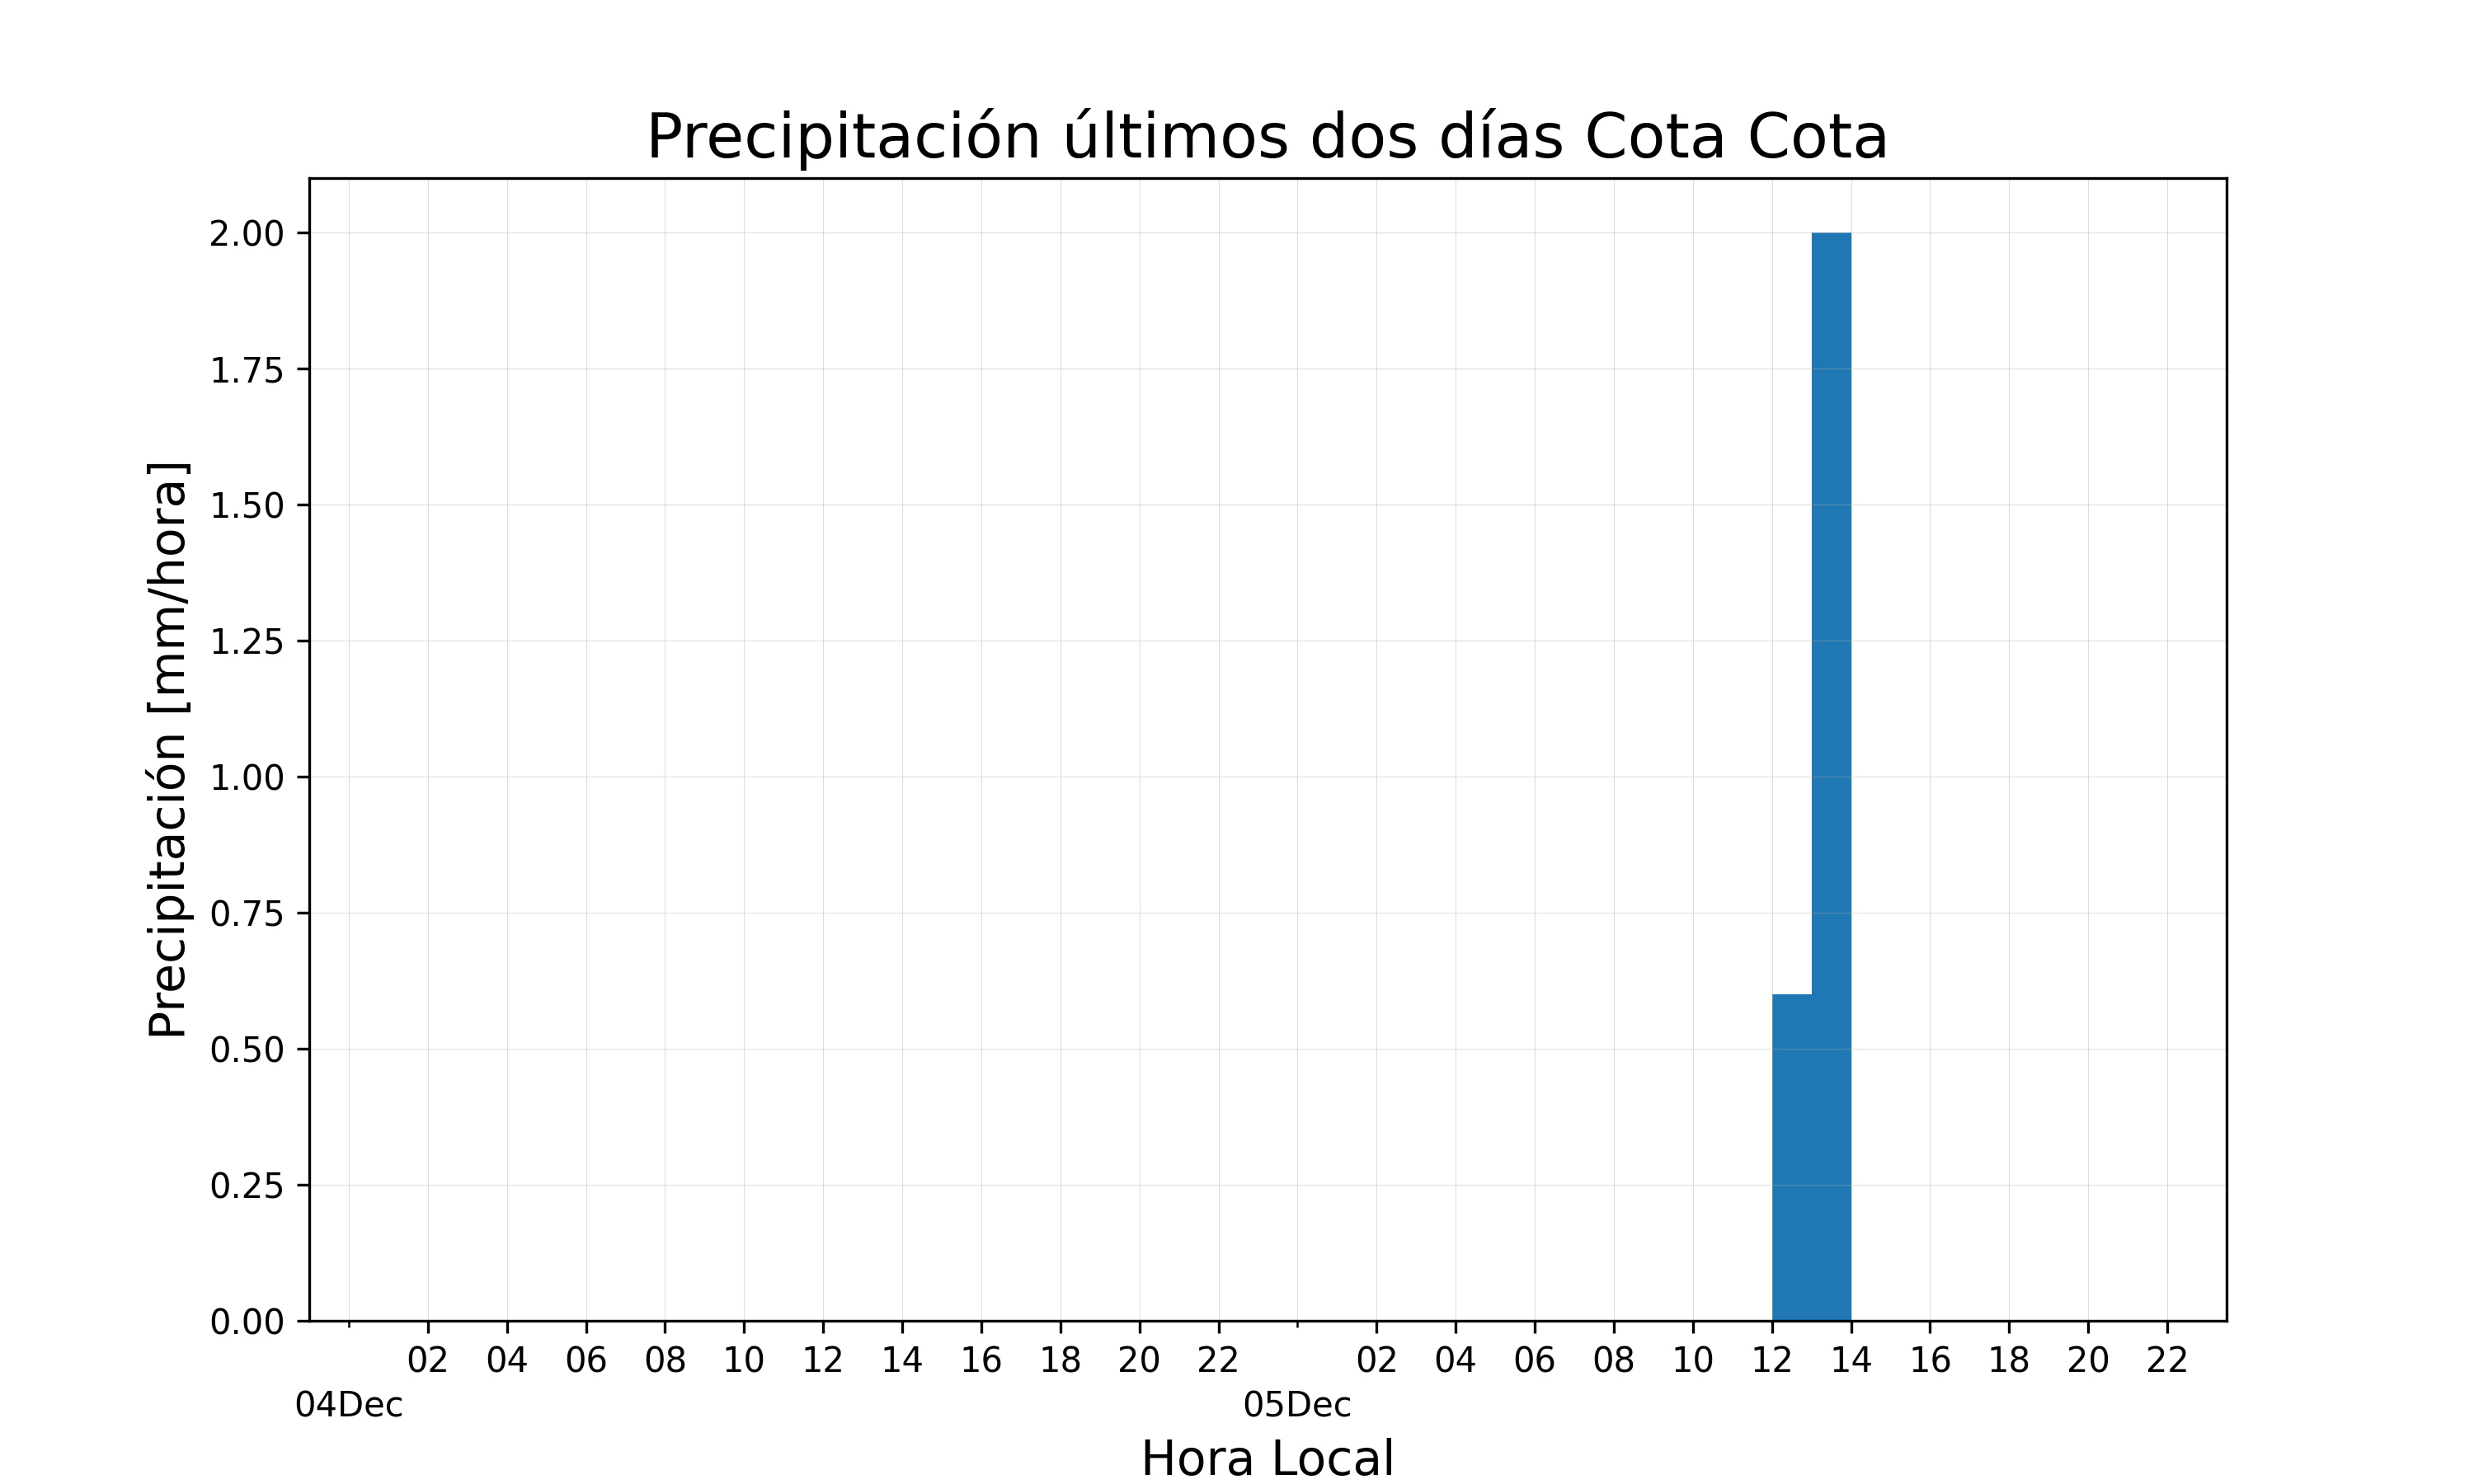 Precipitación últimos dos días Cota Cota
Precipitación [mm/hora]
2.00
1.75
1.50
1.25
1.00
0.75
0.50
0.25
0.00
02 04 06 08 10 12 14 16 18 20 22 02 04 06 08 10 12 14 16 18 20 22
04Dec 05Dec
Hora Local